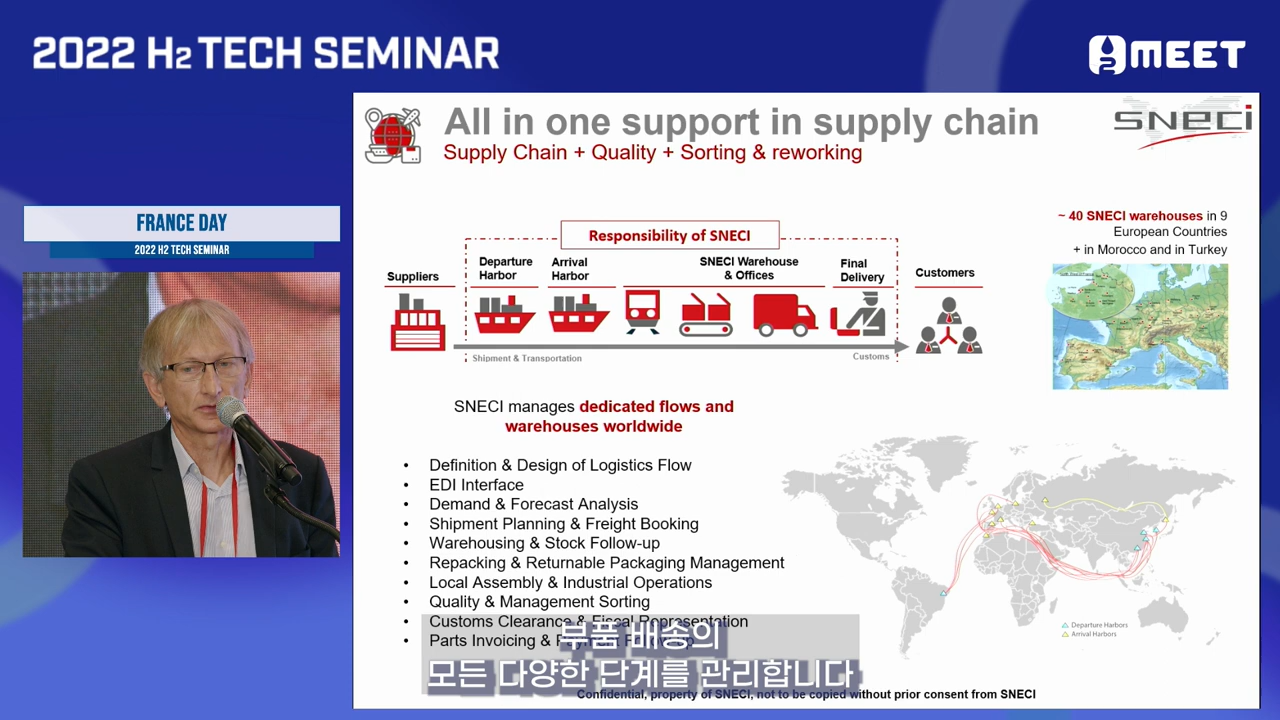 2022 H2 TECH SEMINAR
H2 MEET
FRANCE DAY
2022 H2 TECH SEMINAR
All in one support in supply chain
Supply Chain + Quality + Sorting & reworking
sneci
~ 40 SNECI warehouses in 9
European Countries
+ in Morocco and in Turkey
Responsibility of SNECI
Suppliers
Departure
Harbor
Arrival
Harbor
SNECI Warehouse
& Offices
Final
Delivery
Customers
Shipment & Transportation
Customs
SNECI manages dedicated flows and
warehouses worldwide
• Definition & Design of Logistics Flow
• EDI Interface
• Demand & Forecast Analysis
• Shipment Planning & Freight Booking
• Warehousing & Stock Follow-up
• Repacking & Returnable Packaging Management
• Local Assembly & Industrial Operations
• Quality & Management Sorting
• Customs Clearance & Fiscal Representation
• Parts Invoicing &
Departure Harbors
Arrival Harbors
부품 배송의
모든 다양한 단계를 관리합니다
Confidential, property of SNECI, not to be copied without prior consent from SNECI